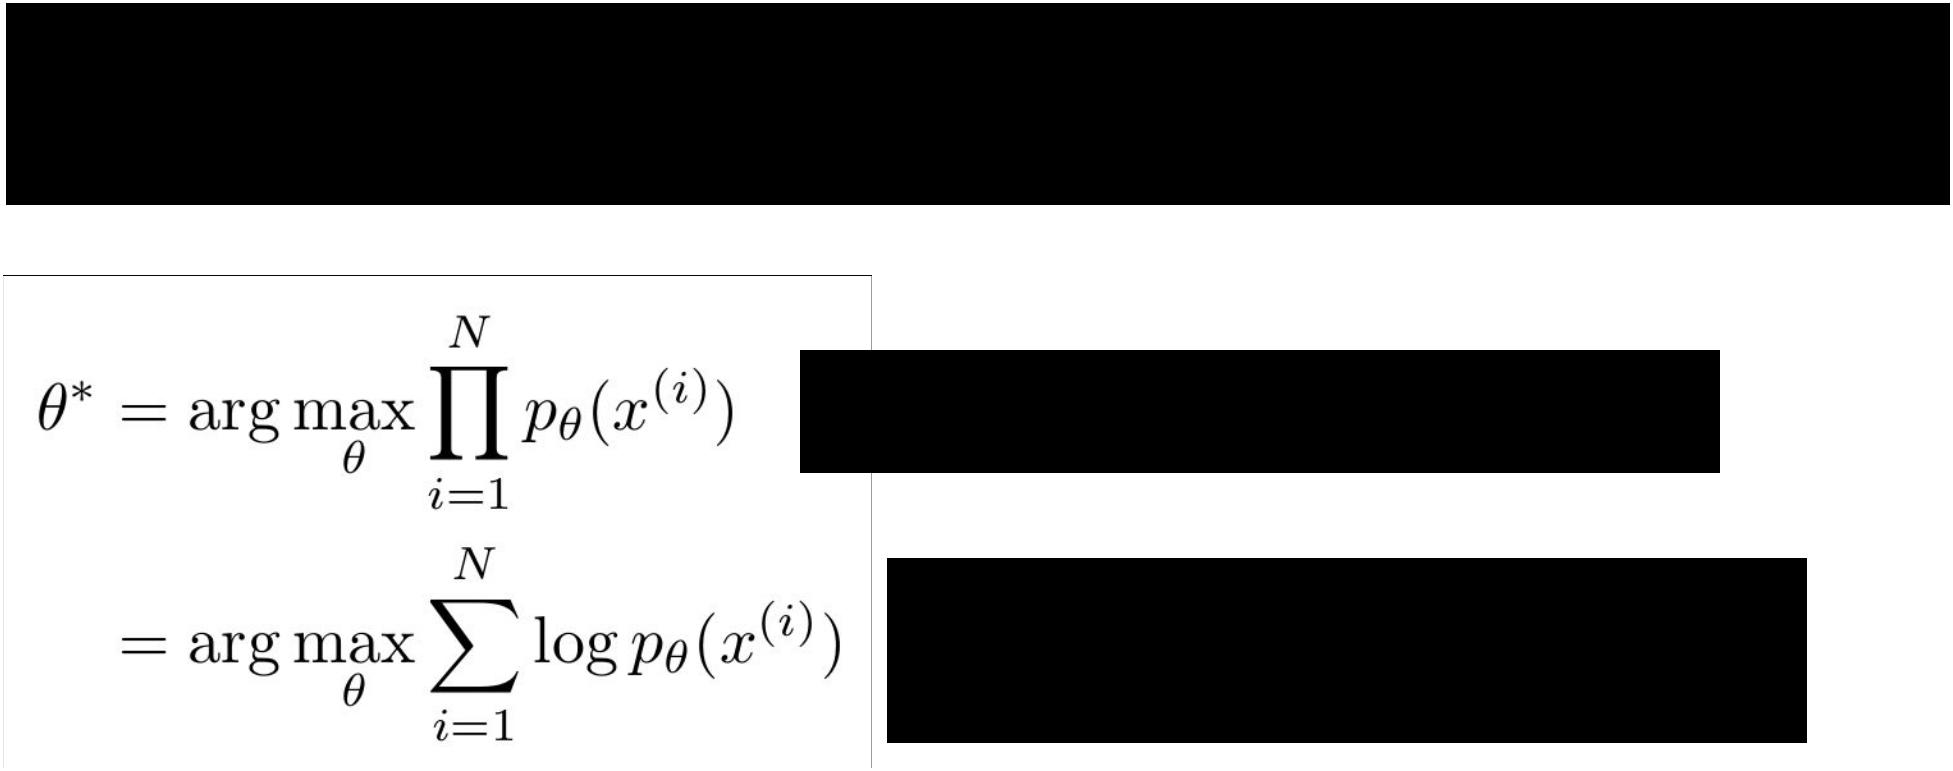 θ* = arg max_θ ∏_{i=1}^{N} p_θ(x^{(i)})
= arg max_θ ∑_{i=1}^{N} log p_θ(x^{(i)})